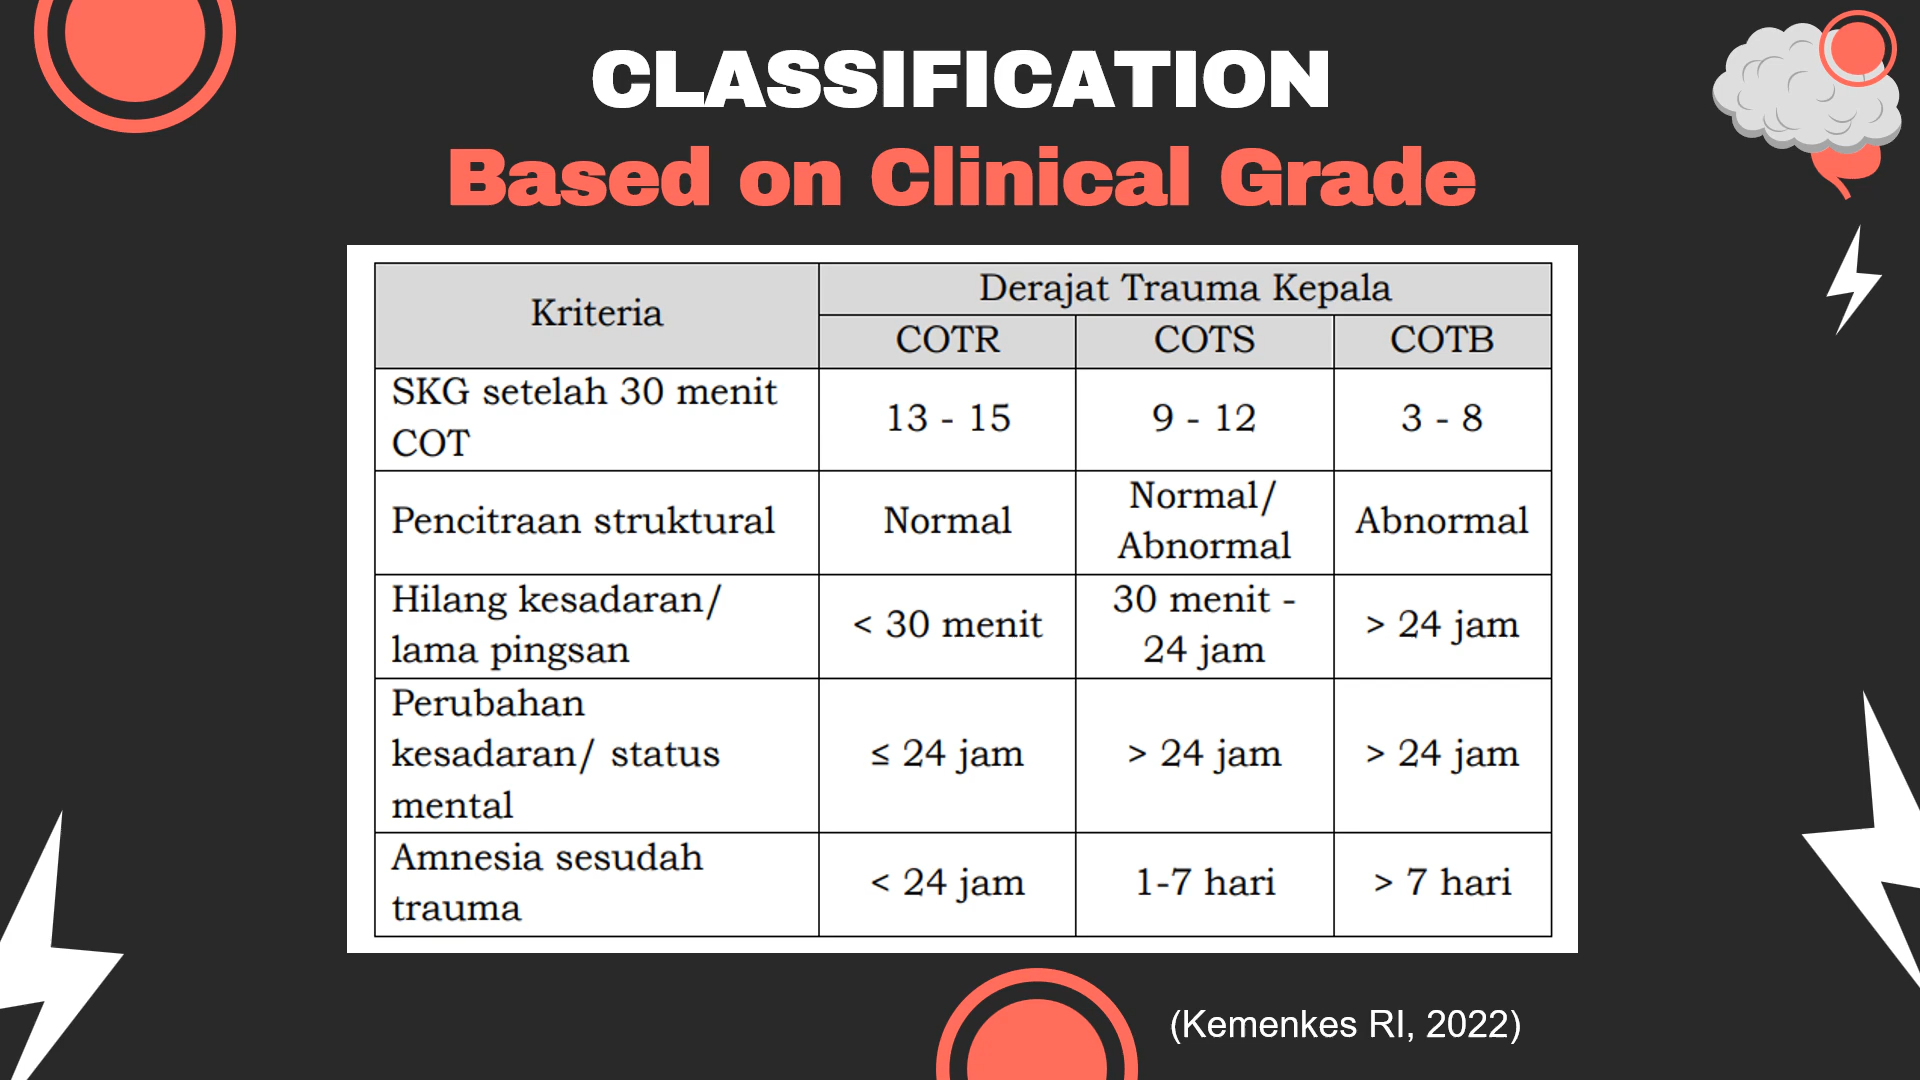 CLASSIFICATION
Based on Clinical Grade
Kriteria
Derajat Trauma Kepala
COTR
COTS
COTB
SKG setelah 30 menit
COT
13 - 15
9 - 12
3 - 8
Pencitraan struktural
Normal
Normal/
Abnormal
Abnormal
Hilang kesadaran/
lama pingsan
< 30 menit
30 menit -
24 jam
> 24 jam
Perubahan
kesadaran/ status
mental
≤ 24 jam
> 24 jam
> 24 jam
Amnesia sesudah
trauma
< 24 jam
1-7 hari
> 7 hari
(Kemenkes RI, 2022)